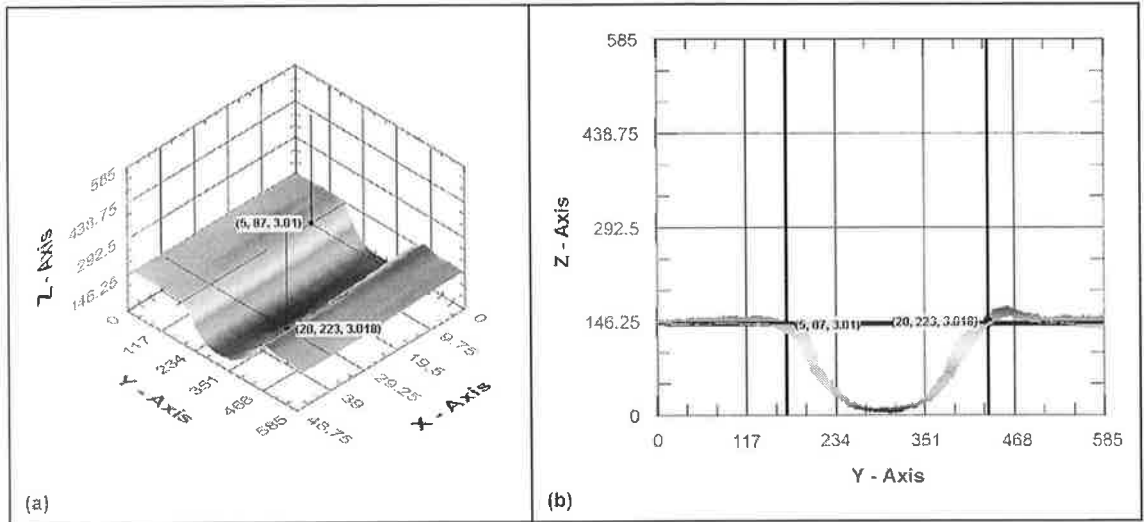 585
438.75
292.5
146.25
Z - Axis
0
117
234
351
468
585
Y - Axis
0
9.75
19.5
29.25
39
48.75
X - Axis
(5, 87, 3.01)
(20, 223, 3.018)
(a)
585
438.75
292.5
146.25
0
Z - Axis
(5, 87, 3.01)
(20, 223, 3.018)
0 117 234 351 468 585
Y - Axis
(b)